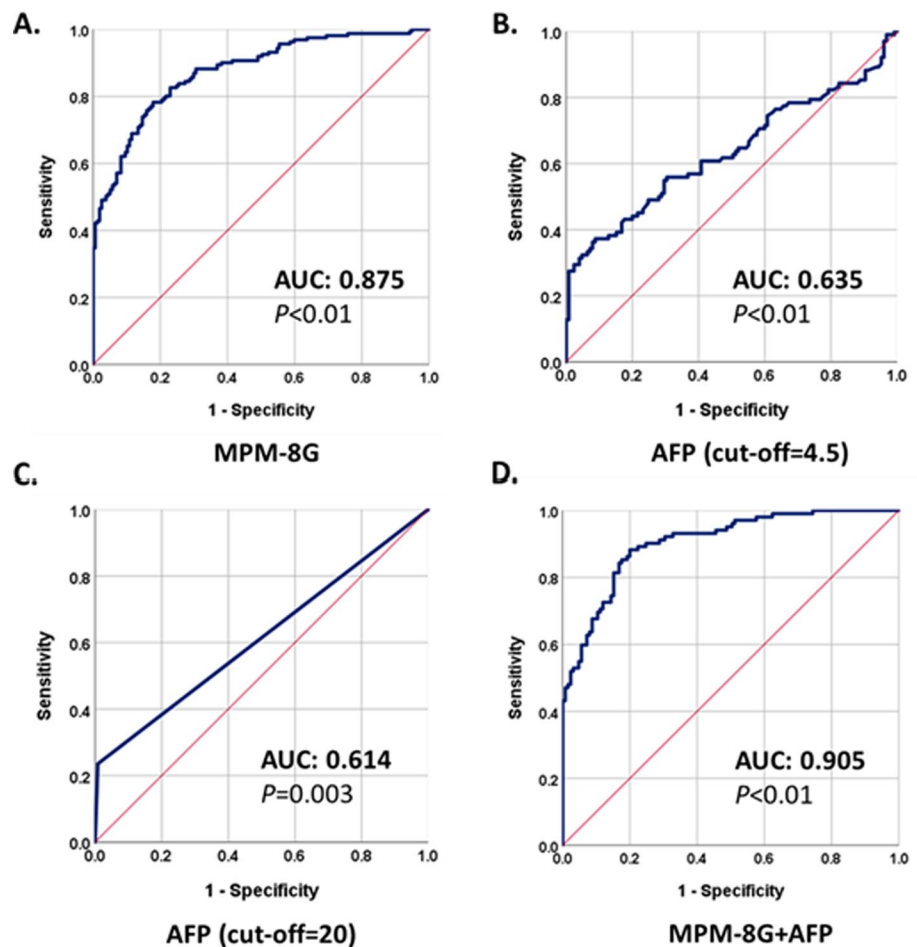 A.
1.0
0.8
0.6
0.4
0.2
0.0
Sensitivity
AUC: 0.875
P<0.01
0.0 0.2 0.4 0.6 0.8 1.0
1 - Specificity
MPM-8G
B.
1.0
0.8
0.6
0.4
0.2
0.0
Sensitivity
AUC: 0.635
P<0.01
0.0 0.2 0.4 0.6 0.8 1.0
1 - Specificity
AFP (cut-off=4.5)
C.
1.0
0.8
0.6
0.4
0.2
0.0
Sensitivity
AUC: 0.614
P=0.003
0.0 0.2 0.4 0.6 0.8 1.0
1 - Specificity
AFP (cut-off=20)
D.
1.0
0.8
0.6
0.4
0.2
0.0
Sensitivity
AUC: 0.905
P<0.01
0.0 0.2 0.4 0.6 0.8 1.0
1 - Specificity
MPM-8G+AFP